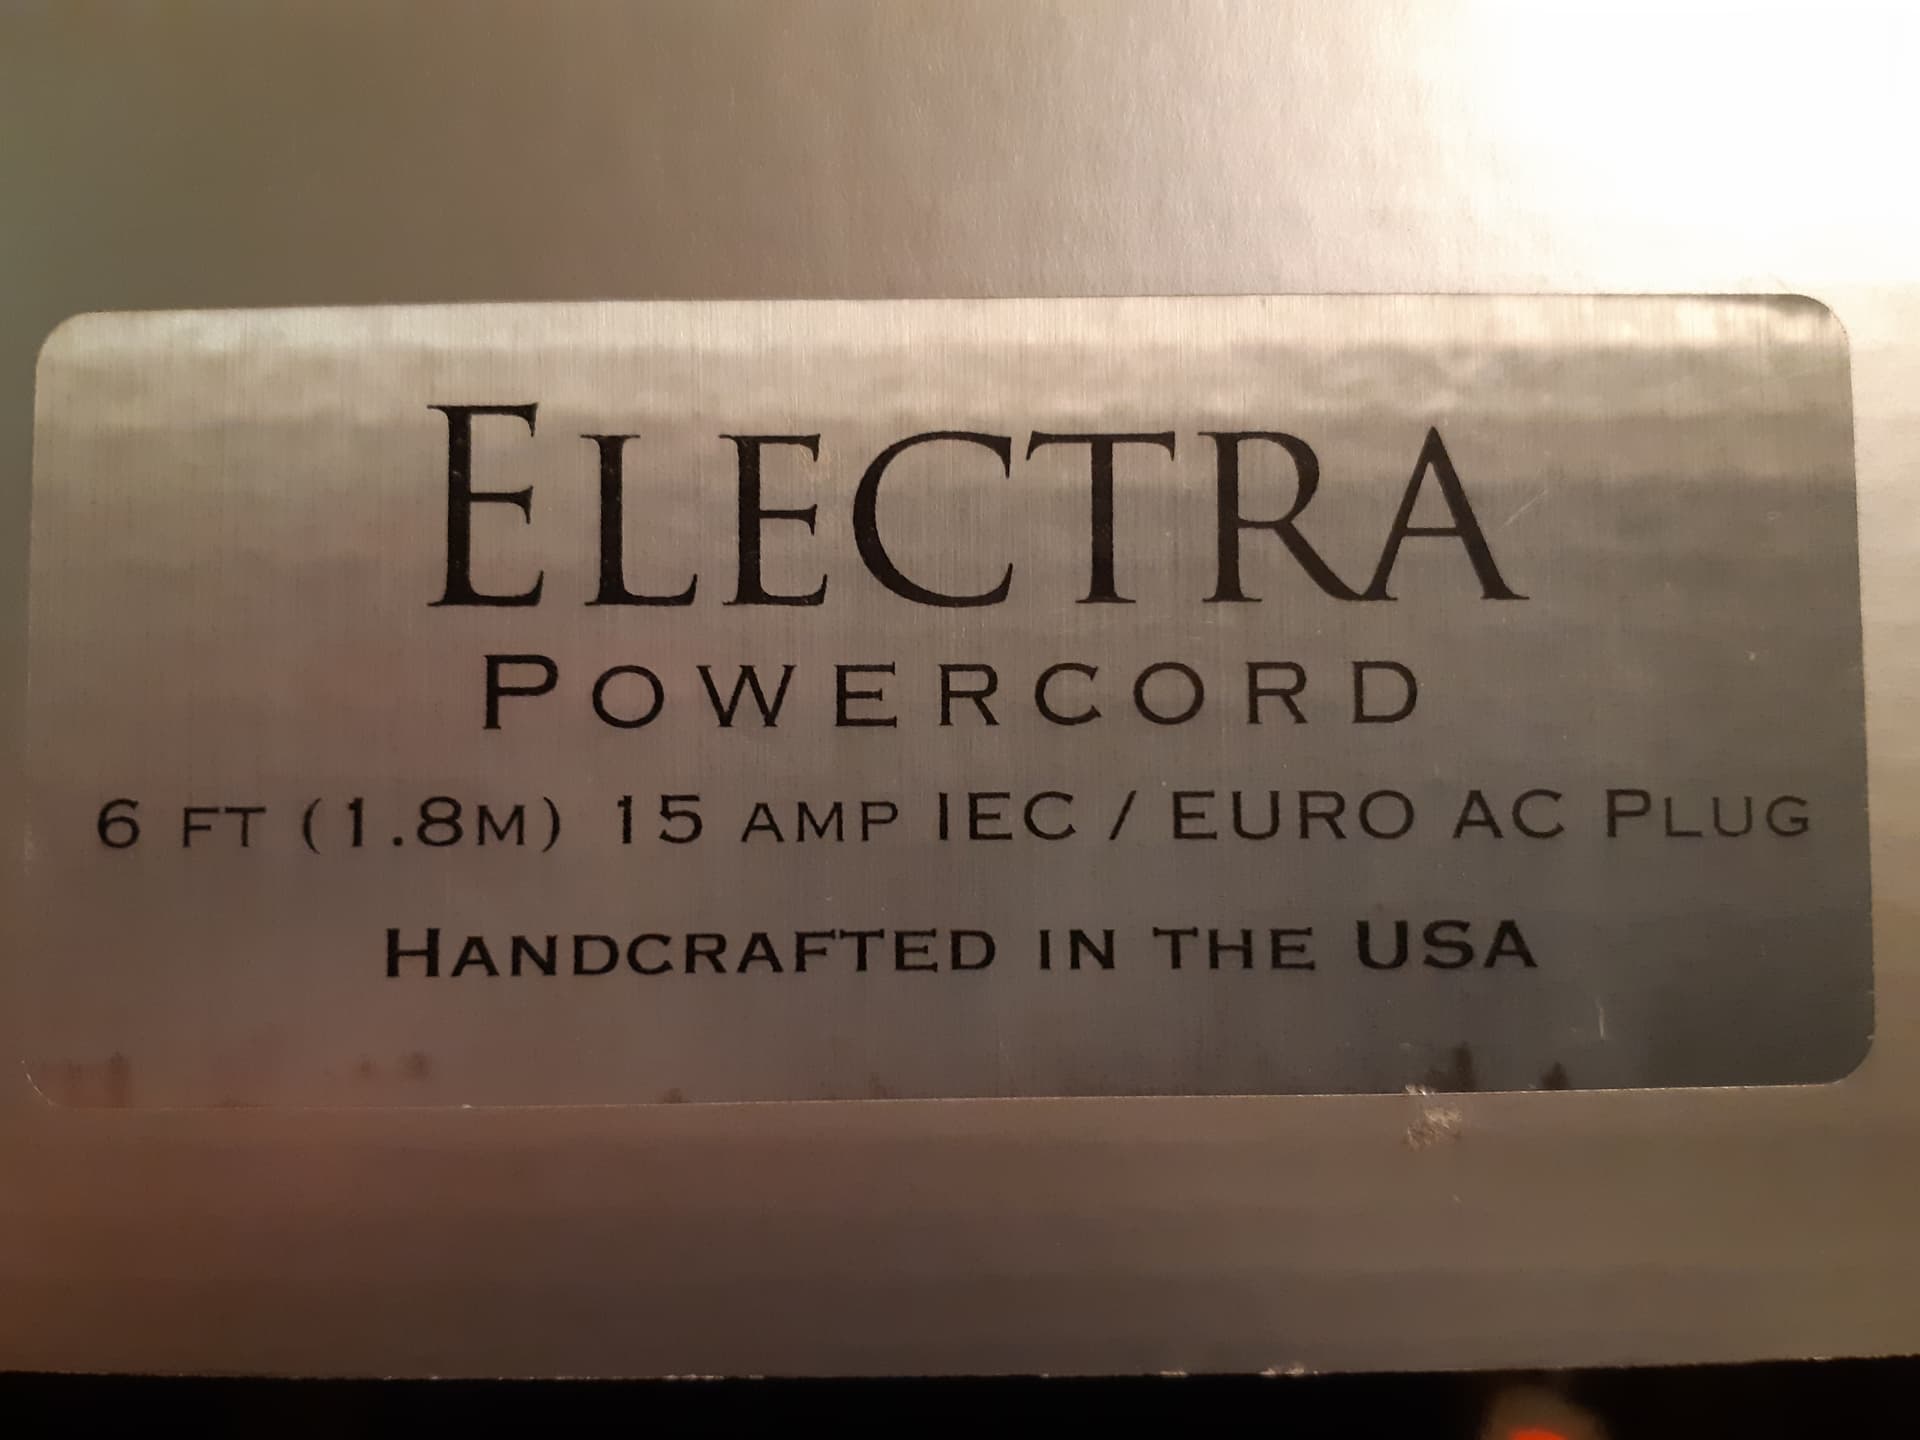 ELECTRA
POWERCORD
6 FT (1.8M) 15 AMP IEC / EURO AC PLUG
HANDCRAFTED IN THE USA